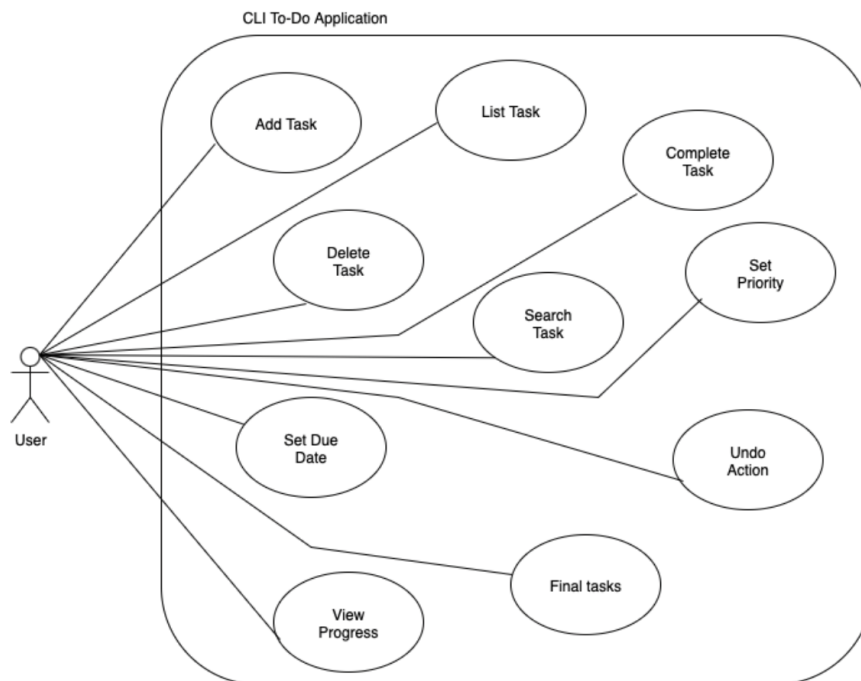 CLI To-Do Application
Add Task
List Task
Complete
Task
Delete
Task
Set
Priority
Search
Task
User
Set Due
Date
Undo
Action
Final tasks
View
Progress